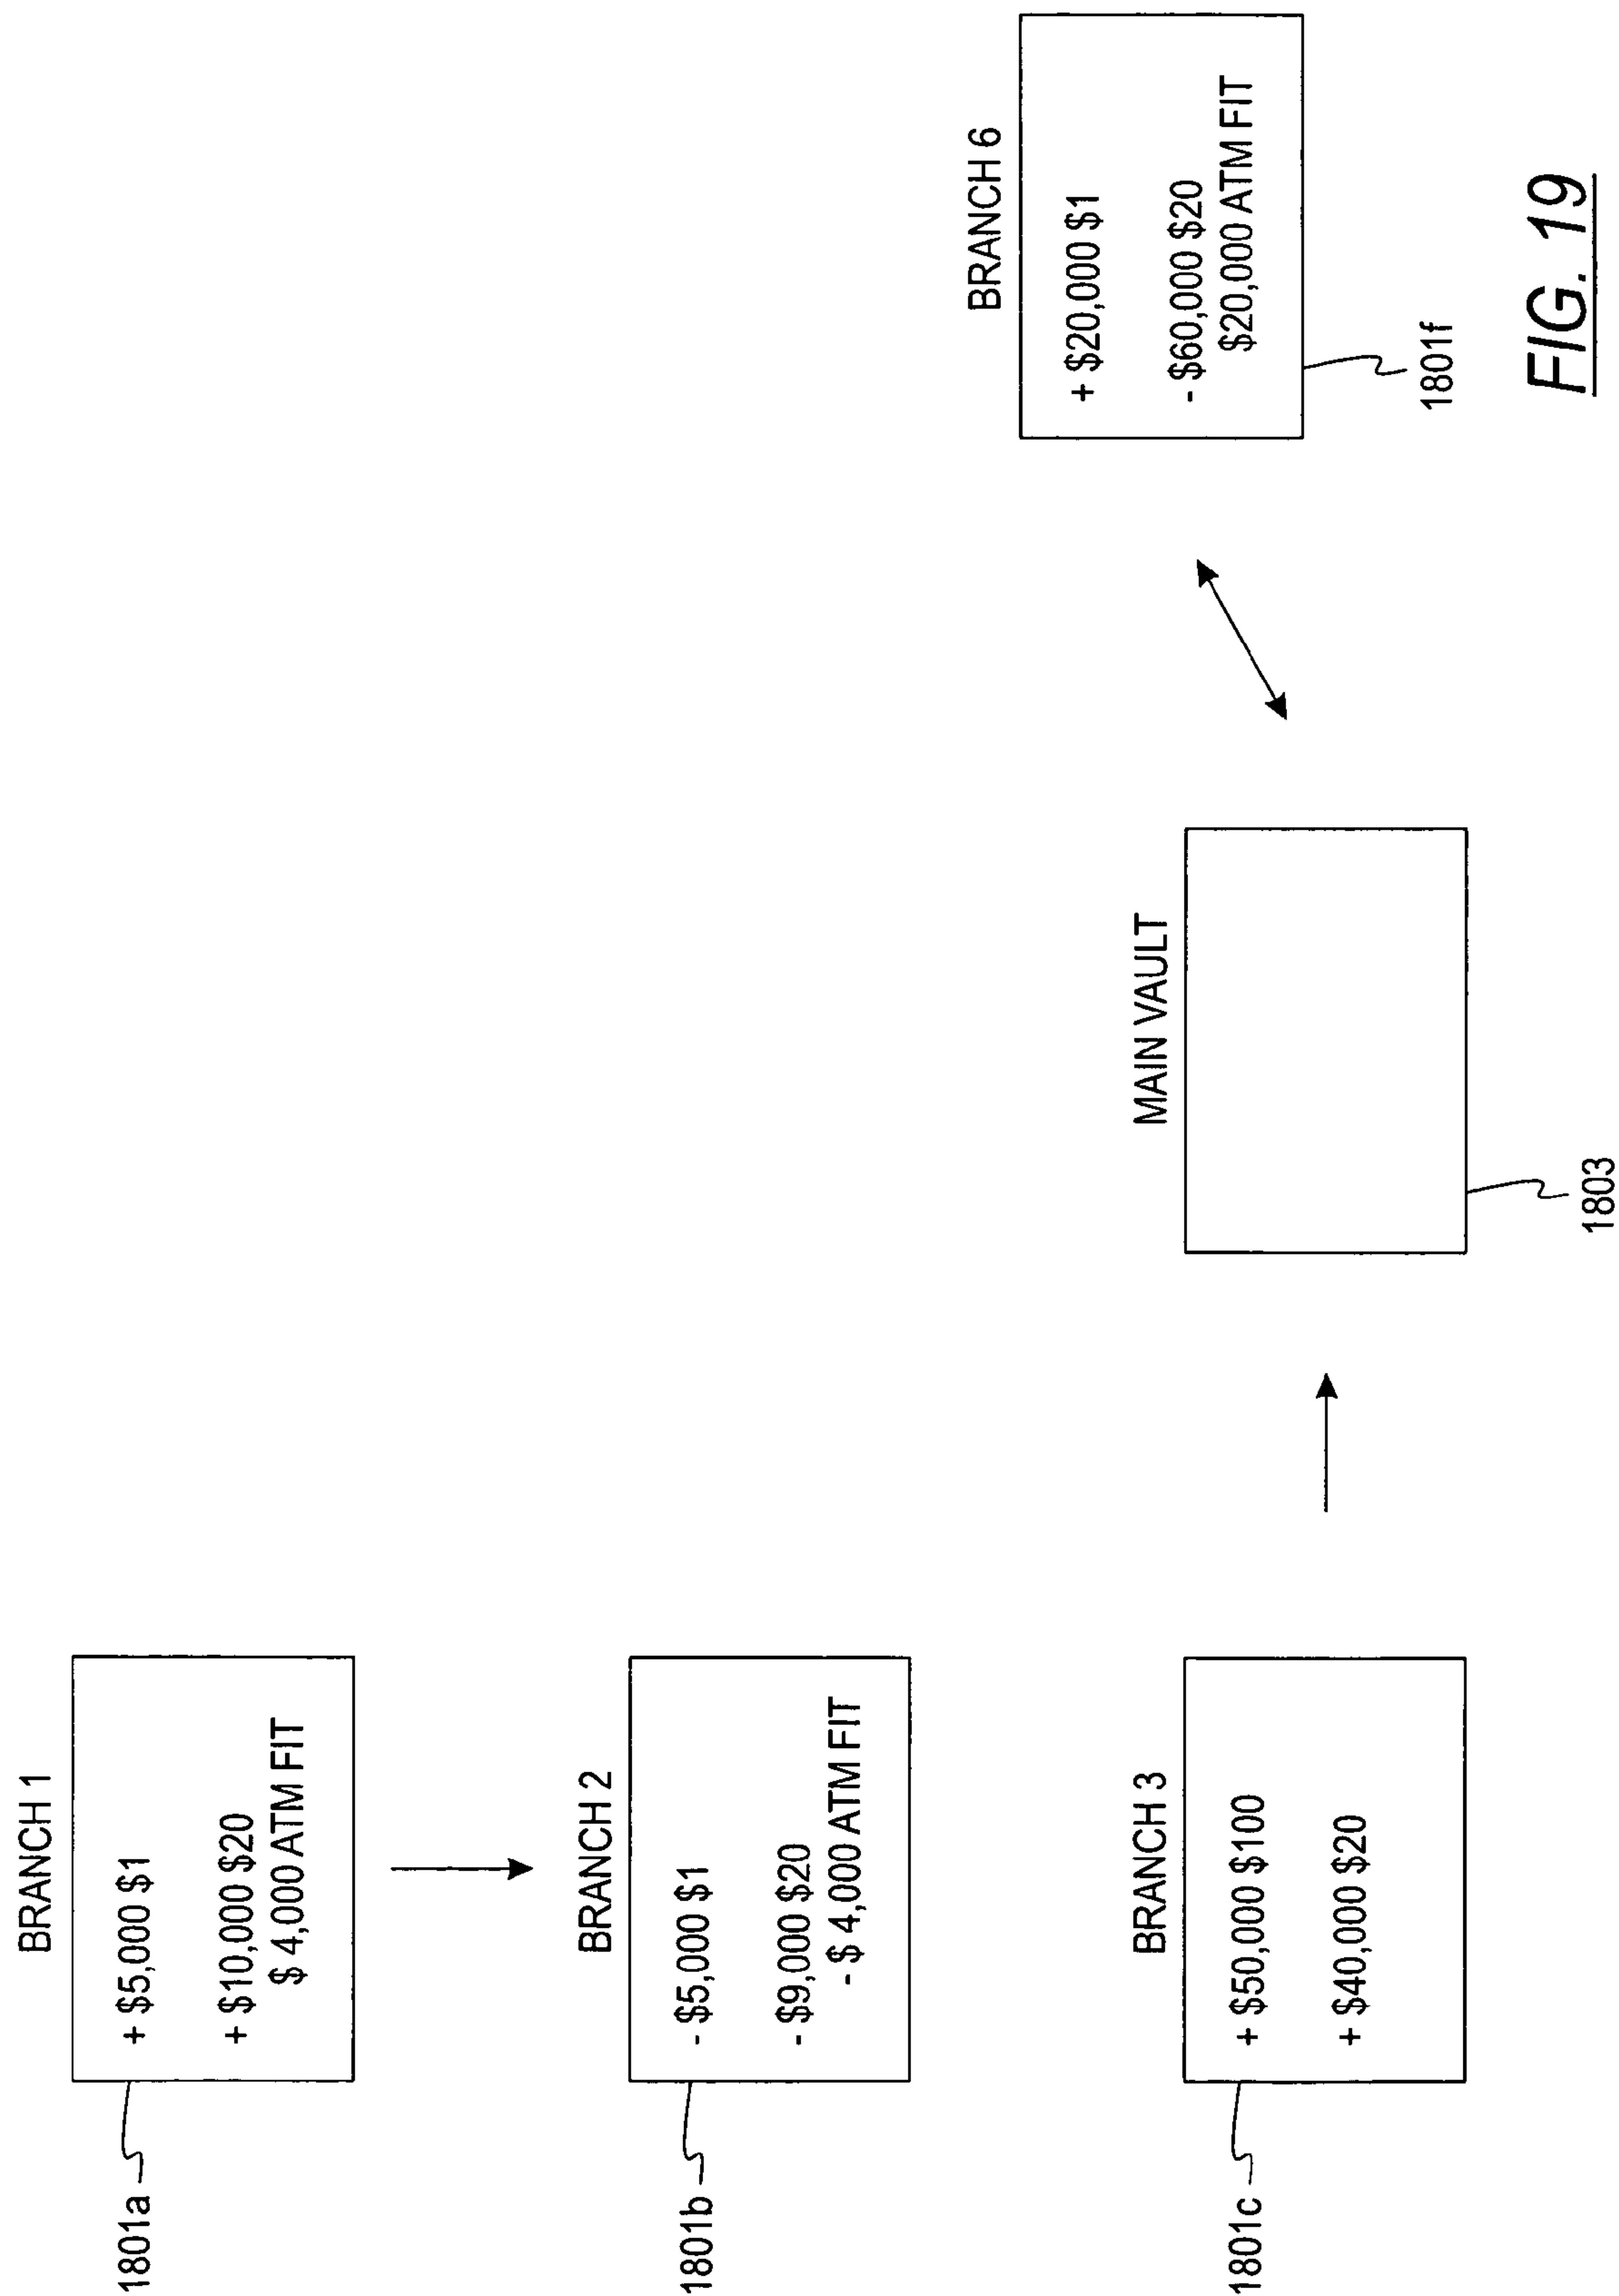 BRANCH 1
1801a
+ $5,000 $1
+ $10,000 $20
$ 4,000 ATM FIT
BRANCH 2
1801b
- $5,000 $1
- $9,000 $20
- $ 4,000 ATM FIT
BRANCH 3
1801c
+ $50,000 $100
+ $40,000 $20
MAIN VAULT
1803
BRANCH 6
+ $20,000 $1
- $60,000 $20
$20,000 ATM FIT
1801f
FIG. 19